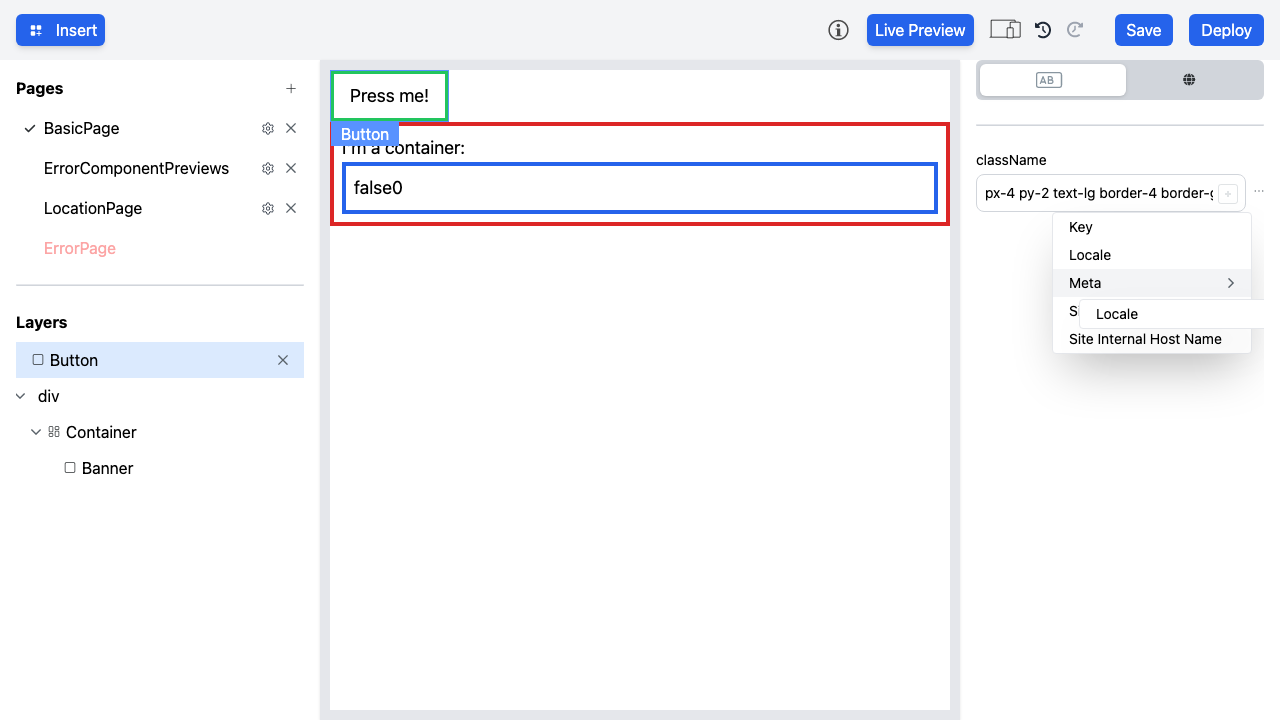 Insert
Live Preview
Save
Deploy
Pages
BasicPage
ErrorComponentPreviews
LocationPage
ErrorPage
Layers
Button
div
Container
Banner
Press me!
Button
I'm a container:
false0
AB
className
px-4 py-2 text-lg border-4 border-g
Key
Locale
Meta
Locale
Site Internal Host Name